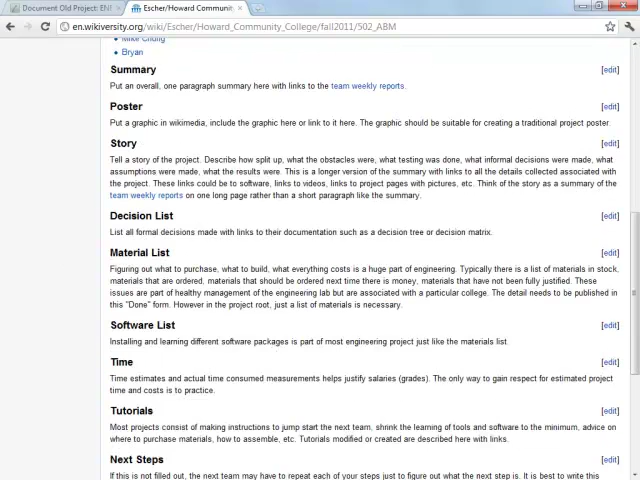 Document Old Project: EN
Escher/Howard Communit
en.wikiversity.org/wiki/Escher/Howard_Community_College/fall2011/502_ABM
Mike Chung
Bryan
Summary [edit]
Put an overall, one paragraph summary here with links to the team weekly reports.
Poster [edit]
Put a graphic in wikimedia, include the graphic here or link to it here. The graphic should be suitable for creating a traditional project poster.
Story [edit]
Tell a story of the project. Describe how split up, what the obstacles were, what testing was done, what informal decisions were made, what
assumptions were made, what the results were. This is a longer version of the summary with links to all the details collected associated with
the project. These links could be to software, links to videos, links to project pages with pictures, etc. Think of the story as a summary of the
team weekly reports on one long page rather than a short paragraph like the summary.
Decision List [edit]
List all formal decisions made with links to their documentation such as a decision tree or decision matrix.
Material List [edit]
Figuring out what to purchase, what to build, what everything costs is a huge part of engineering. Typically there is a list of materials in stock,
materials that are ordered, materials that should be ordered next time there is money, materials that have not been fully justified. These
issues are part of healthy management of the engineering lab but are associated with a particular college. The detail needs to be published in
this "Done" form. However in the project root, just a list of materials is necessary.
Software List [edit]
Installing and learning different software packages is part of most engineering project just like the materials list
Time [edit]
Time estimates and actual time consumed measurements helps justify salaries (grades). The only way to gain respect for estimated project
time and costs is to practice.
Tutorials [edit]
Most projects consist of making instructions to jump start the next team, shrink the learning of tools and software to the minimum, advice on
where to purchase materials, how to assemble, etc. Tutorials modified or created are described here with links.
Next Steps [edit]
If this is not filled out, the next team may have to repeat each of your steps just to figure out what the next step is. It is best to write this